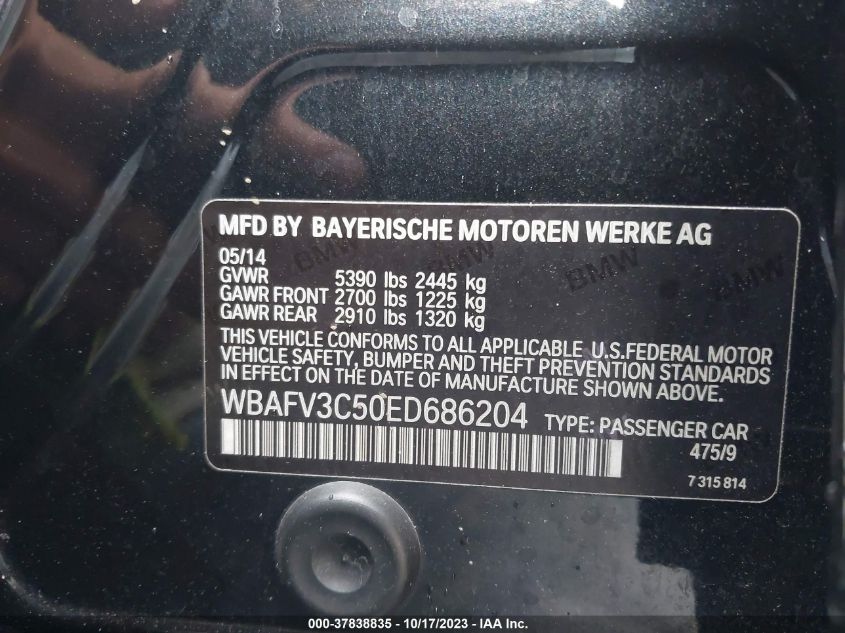 MFD BY BAYERISCHE MOTOREN WERKE AG
05/14
GVWR 5390 lbs 2445 kg
GAWR FRONT 2700 lbs 1225 kg
GAWR REAR 2910 lbs 1320 kg
THIS VEHICLE CONFORMS TO ALL APPLICABLE U.S.FEDERAL MOTOR
VEHICLE SAFETY, BUMPER AND THEFT PREVENTION STANDARDS
IN EFFECT ON THE DATE OF MANUFACTURE SHOWN ABOVE.
WBAFV3C50ED686204 TYPE: PASSENGER CAR
475/9
7 315 814
BMW
BMW
000-37838835 - 10/17/2023 - IAA Inc.